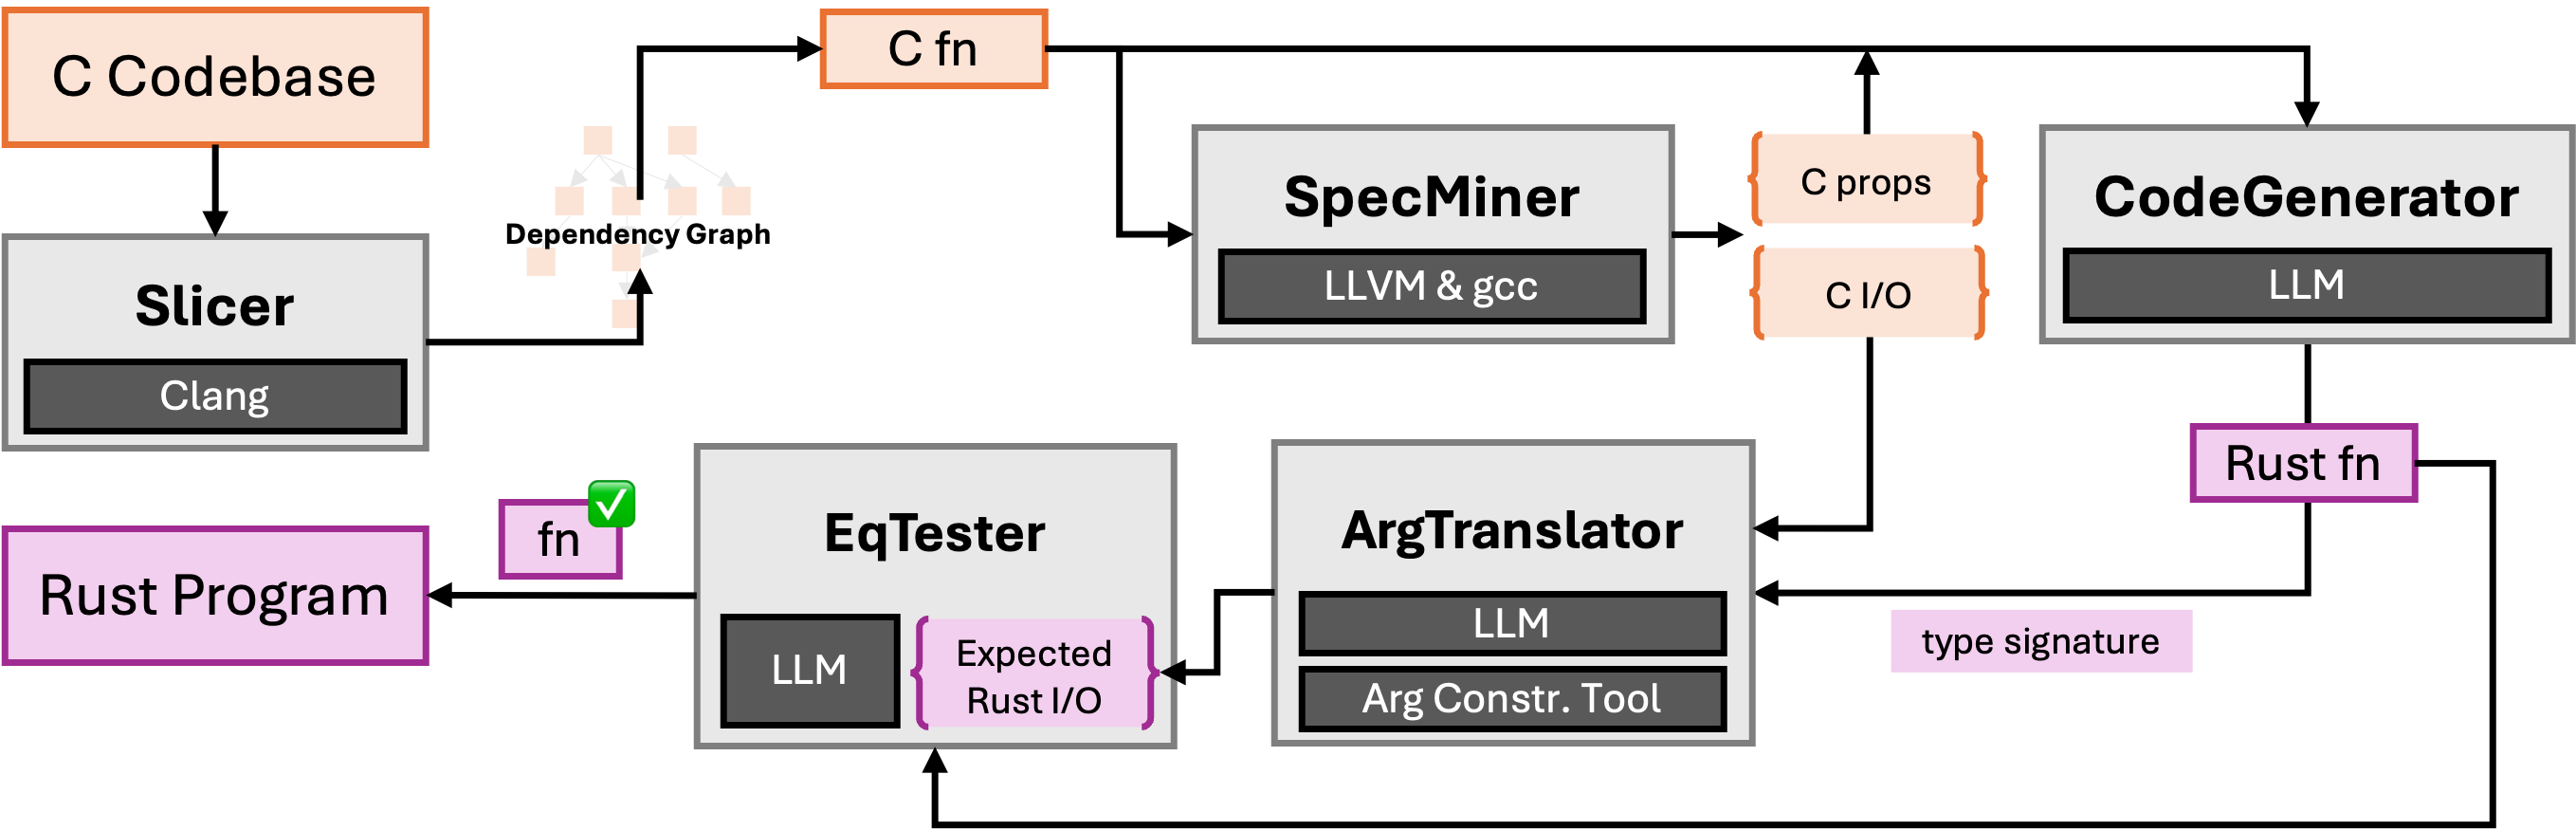 C Codebase
C fn
Slicer
Clang
Dependency Graph
SpecMiner
LLVM & gcc
C props
C I/O
CodeGenerator
LLM
Rust fn
type signature
ArgTranslator
LLM
Arg Constr. Tool
EqTester
LLM
Expected
Rust I/O
fn
Rust Program